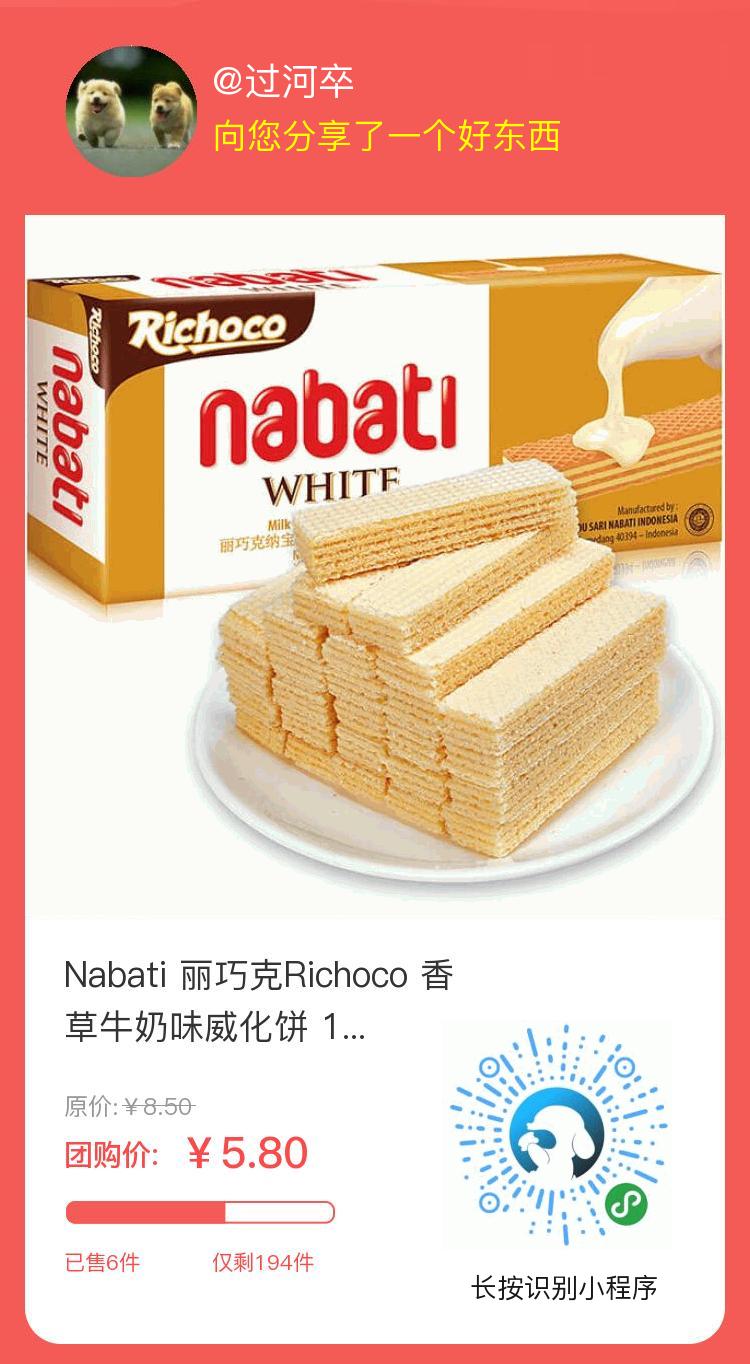 @过河卒
向您分享了一个好东西
nabati
Richoco
nabati
WHITE
Richoco
nabati
WHITE
Milk
丽巧克纳宝
Manufactured by :
SARI NABATI INDONESIA
40394 – Indonesia
Nabati 丽巧克Richoco 香
草牛奶味威化饼 1...
原价:￥8.50
团购价: ￥5.80
已售6件 仅剩194件
长按识别小程序